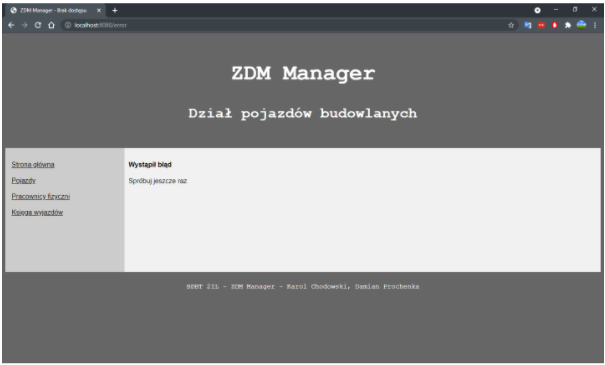 ZDM Manager - Brak dostępu
localhost:8080/error
ZDM Manager
Dział pojazdów budowlanych
Strona główna
Wystąpił błąd
Pojazdy
Spróbuj jeszcze raz
Pracownicy fizyczni
Księga wyjazdów
BDBT 21L - ZDM Manager - Karol Chodowski, Damian Prochenka